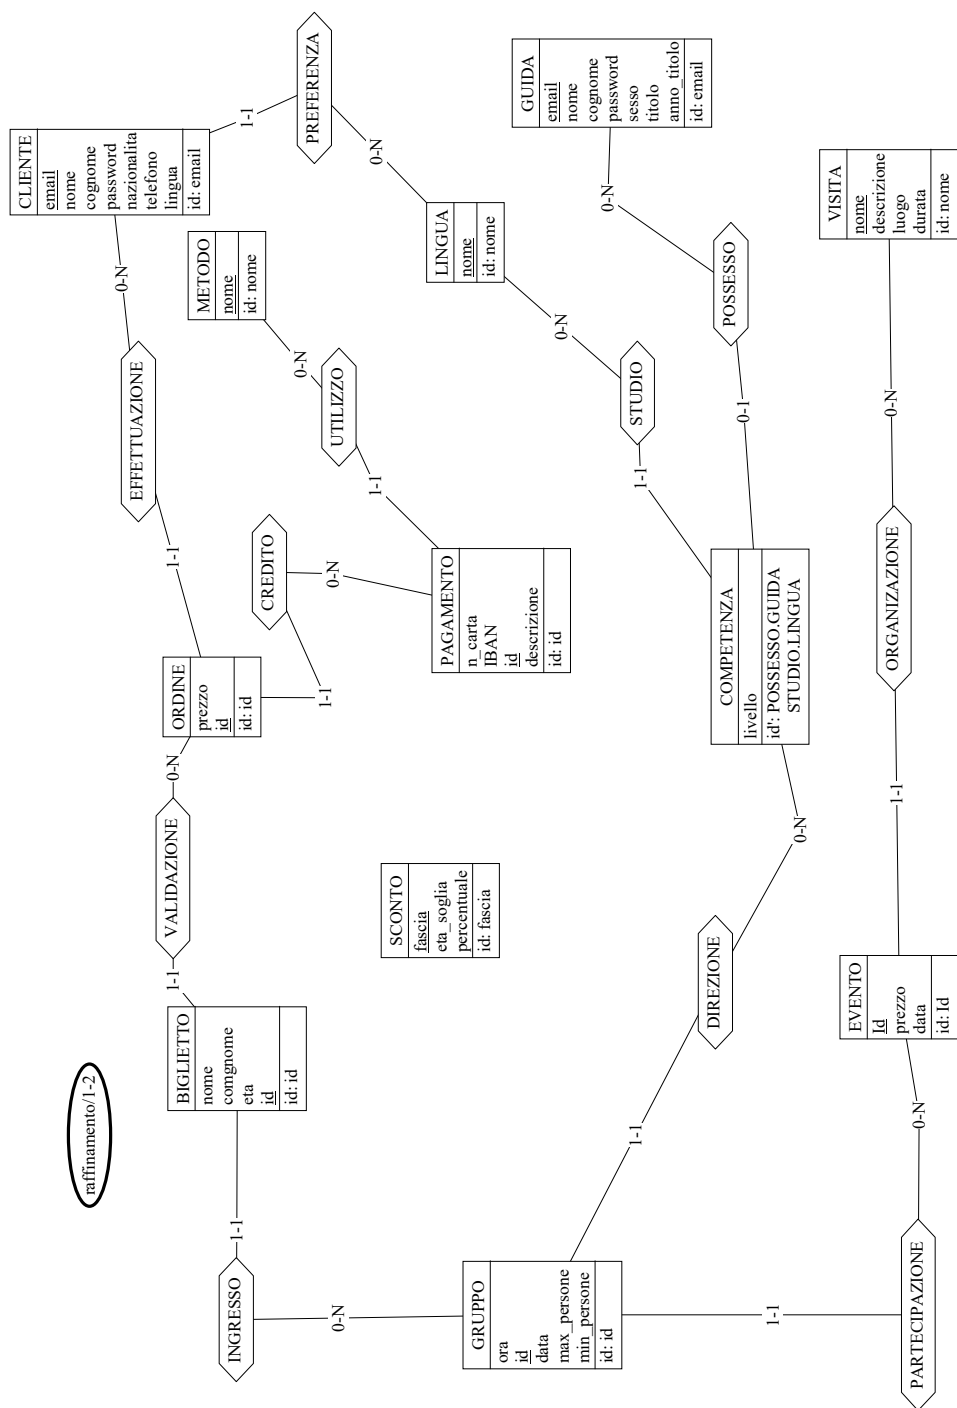 raffinamento/1-2
BIGLIETTO
nome
comgnome
eta
id
id: id
1-1
VALIDAZIONE
0-N
ORDINE
prezzo
id
id: id
1-1
EFFETTUAZIONE
0-N
CLIENTE
email
nome
cognome
password
nazionalita
telefono
lingua
id: email
1-1
PREFERENZA
0-N
METODO
nome
id: nome
0-N
UTILIZZO
1-1
1-1
CREDITO
0-N
PAGAMENTO
n_carta
IBAN
id
descrizione
id: id
LINGUA
nome
id: nome
0-N
STUDIO
1-1
1-1
INGRESSO
0-N
SCONTO
fascia
eta_soglia
percentuale
id: fascia
GRUPPO
ora
id
data
max_persone
min_persone
id: id
1-1
DIREZIONE
0-N
COMPETENZA
livello
id': POSSESSO.GUIDA
STUDIO.LINGUA
0-1
POSSESSO
0-N
GUIDA
email
nome
cognome
password
sesso
titolo
anno_titolo
id: email
1-1
PARTECIPAZIONE
0-N
EVENTO
Id
prezzo
data
id: Id
1-1
ORGANIZAZIONE
0-N
VISITA
nome
descrizione
luogo
durata
id: nome